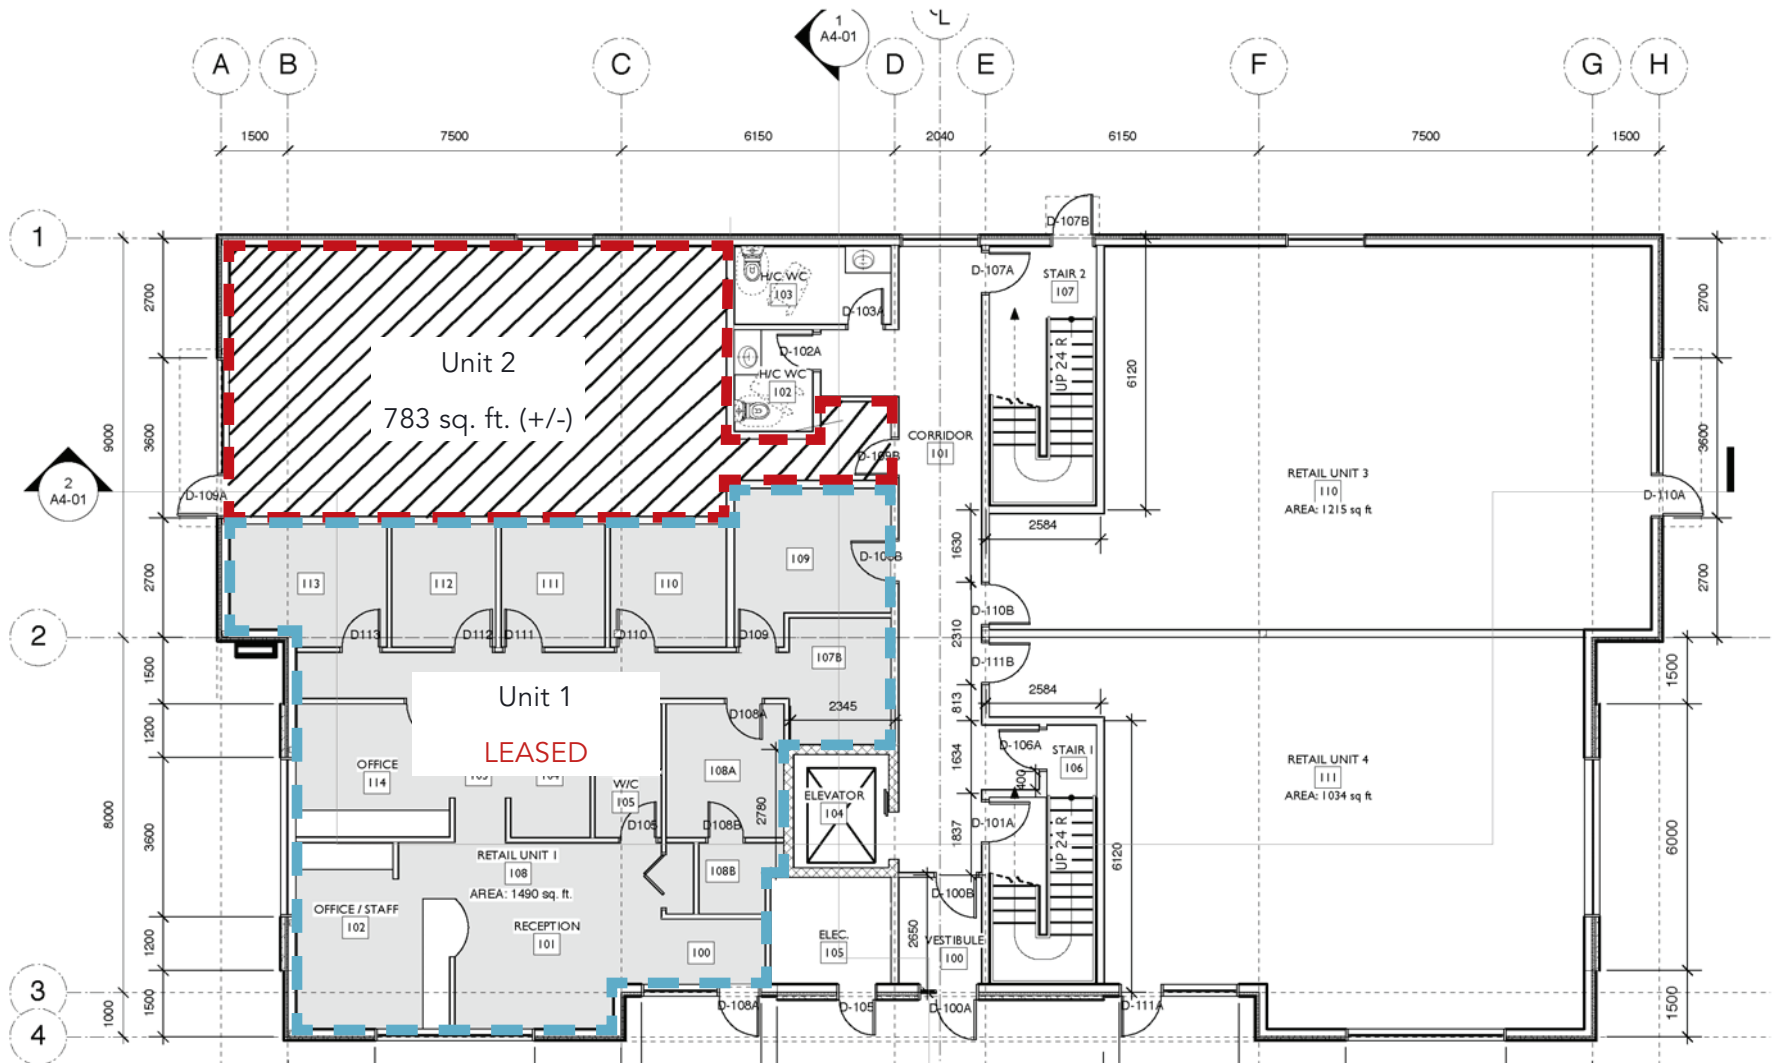 1
A4-01
A
B
C
D
E
F
G
H
1500
7500
6150
2040
6150
7500
1500
D-107B
1
2700
H/C WC
103
D-103A
D-107A
STAIR 2
107
2700
Unit 2
783 sq. ft. (+/-)
D-102A
H/C WC
102
UP 24 R
6120
9000
3600
CORRIDOR
101
3600
D-109B
2
A4-01
D-109A
RETAIL UNIT 3
110
AREA: 1215 sq ft
D-110A
2584
1630
113
112
111
110
109
2700
2700
D-110B
D113
D112
D111
D110
D109
2
2310
107B
D-111B
1500
1500
Unit 1
LEASED
2584
813
2345
D108A
1200
D-106A
STAIR 1
106
1634
400
OFFICE
114
108A
W/C
105
2780
ELEVATOR
104
RETAIL UNIT 4
111
AREA: 1034 sq ft
8000
3600
D105
D108B
D-101A
1837
UP 24 R
6120
6000
RETAIL UNIT 1
108
AREA: 1490 sq. ft.
108B
D-100B
OFFICE / STAFF
102
RECEPTION
101
100
ELEC.
105
2650
VESTIBULE
100
1200
3
1000
1500
1500
D-108A
D-105
D-100A
D-111A
4